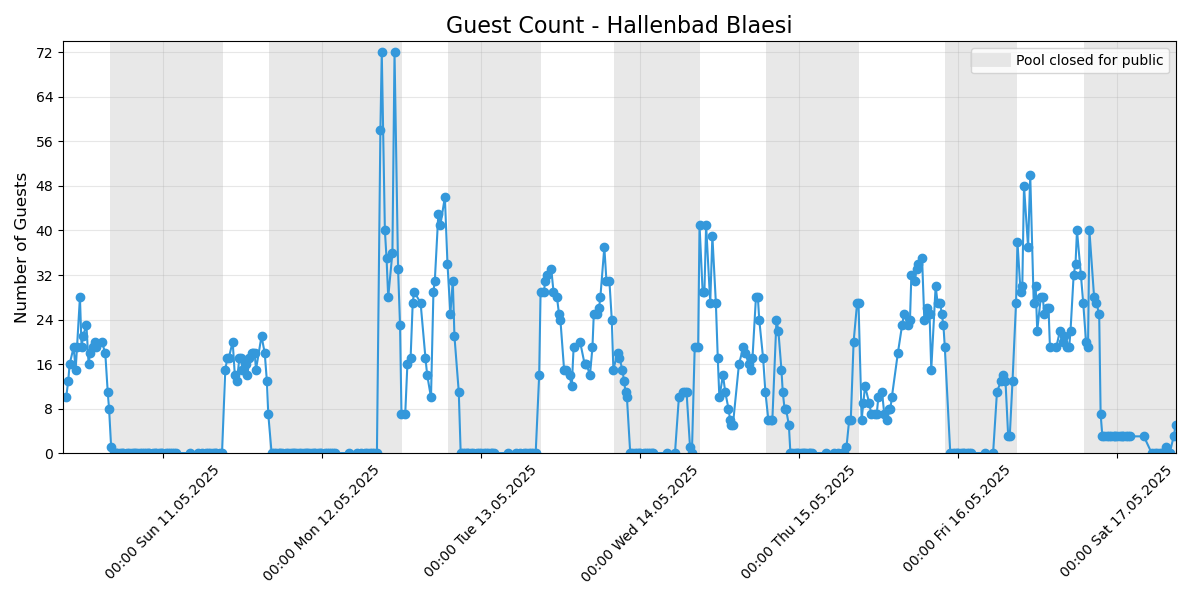 Guest Count - Hallenbad Blaesi
Pool closed for public
Number of Guests
72
64
56
48
40
32
24
16
8
0
00:00 Sun 11.05.2025
00:00 Mon 12.05.2025
00:00 Tue 13.05.2025
00:00 Wed 14.05.2025
00:00 Thu 15.05.2025
00:00 Fri 16.05.2025
00:00 Sat 17.05.2025